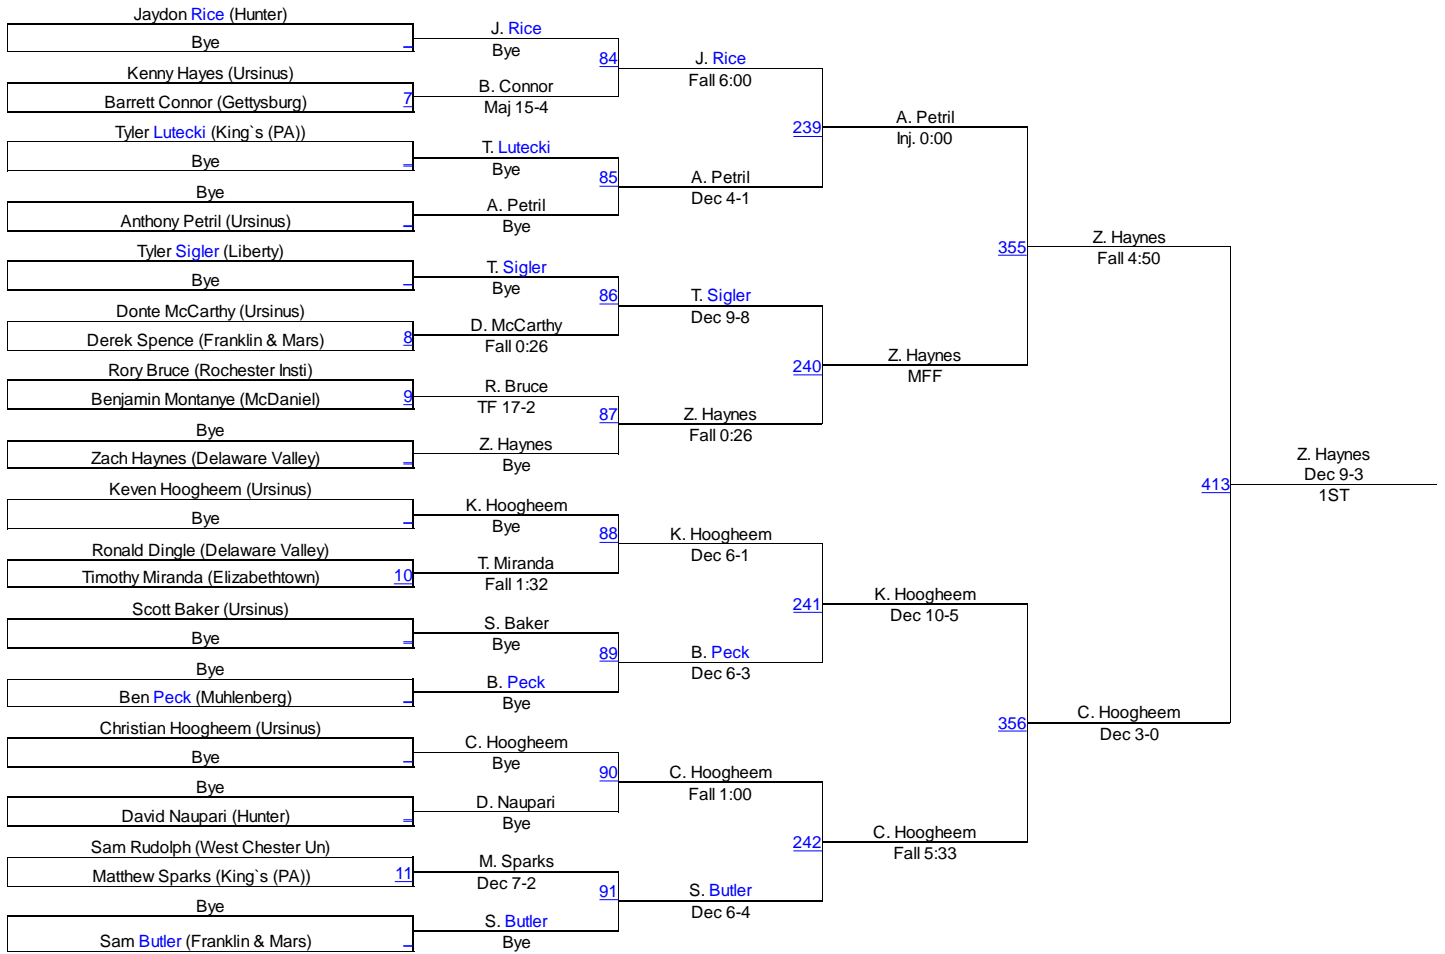 Jaydon Rice (Hunter)
Bye
Kenny Hayes (Ursinus)
Barrett Connor (Gettysburg)
7
Tyler Lutecki (King`s (PA))
Bye
Bye
Anthony Petril (Ursinus)
Tyler Sigler (Liberty)
Bye
Donte McCarthy (Ursinus)
Derek Spence (Franklin & Mars)
8
Rory Bruce (Rochester Insti)
Benjamin Montanye (McDaniel)
9
Bye
Zach Haynes (Delaware Valley)
Keven Hoogheem (Ursinus)
Bye
Ronald Dingle (Delaware Valley)
Timothy Miranda (Elizabethtown)
10
Scott Baker (Ursinus)
Bye
Bye
Ben Peck (Muhlenberg)
Christian Hoogheem (Ursinus)
Bye
Bye
David Naupari (Hunter)
Sam Rudolph (West Chester Un)
Matthew Sparks (King`s (PA))
11
Bye
Sam Butler (Franklin & Mars)
J. Rice
Bye
84
B. Connor
Maj 15-4
T. Lutecki
Bye
85
A. Petril
Bye
T. Sigler
Bye
86
D. McCarthy
Fall 0:26
R. Bruce
TF 17-2
87
Z. Haynes
Bye
K. Hoogheem
Bye
88
T. Miranda
Fall 1:32
S. Baker
Bye
89
B. Peck
Bye
C. Hoogheem
Bye
90
D. Naupari
Bye
M. Sparks
Dec 7-2
91
S. Butler
Bye
J. Rice
Fall 6:00
239
A. Petril
Dec 4-1
T. Sigler
Dec 9-8
240
Z. Haynes
Fall 0:26
K. Hoogheem
Dec 6-1
241
B. Peck
Dec 6-3
C. Hoogheem
Fall 1:00
242
S. Butler
Dec 6-4
A. Petril
Inj. 0:00
355
Z. Haynes
MFF
K. Hoogheem
Dec 10-5
356
C. Hoogheem
Fall 5:33
Z. Haynes
Fall 4:50
413
C. Hoogheem
Dec 3-0
Z. Haynes
Dec 9-3
1ST